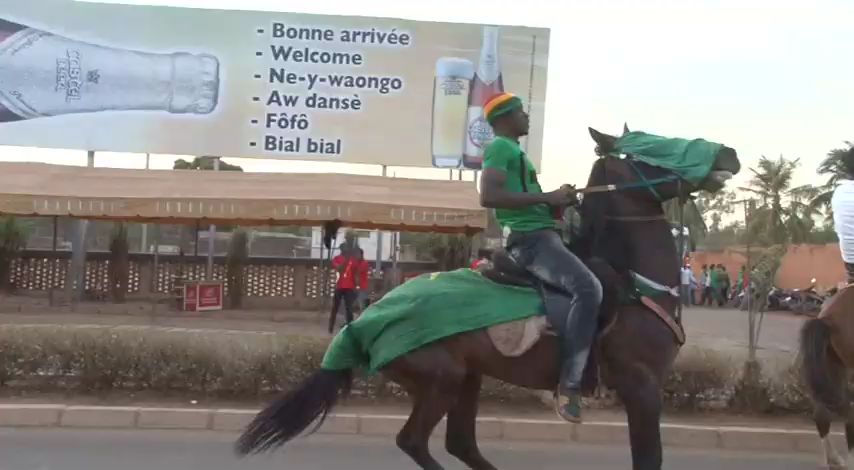 - Bonne arrivée
- Welcome
- Ne-y-waongo
- Aw dansè
- Fôfô
- Bial bial